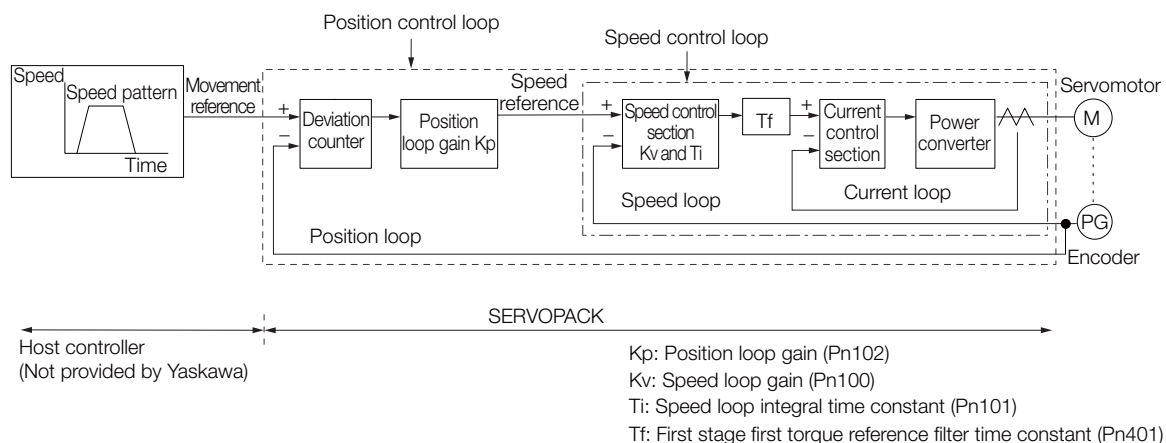 Position control loop
Speed control loop
Speed
Speed pattern
Time
Movement
reference
+
−
Deviation
counter
Position
loop gain Kp
Speed
reference
+
−
Speed control
section
Kv and Ti
Tf
+
−
Current
control
section
Power
converter
Servomotor
M
Current loop
Speed loop
PG
Position loop
Encoder
SERVOPACK
Host controller
(Not provided by Yaskawa)
Kp: Position loop gain (Pn102)
Kv: Speed loop gain (Pn100)
Ti: Speed loop integral time constant (Pn101)
Tf: First stage first torque reference filter time constant (Pn401)